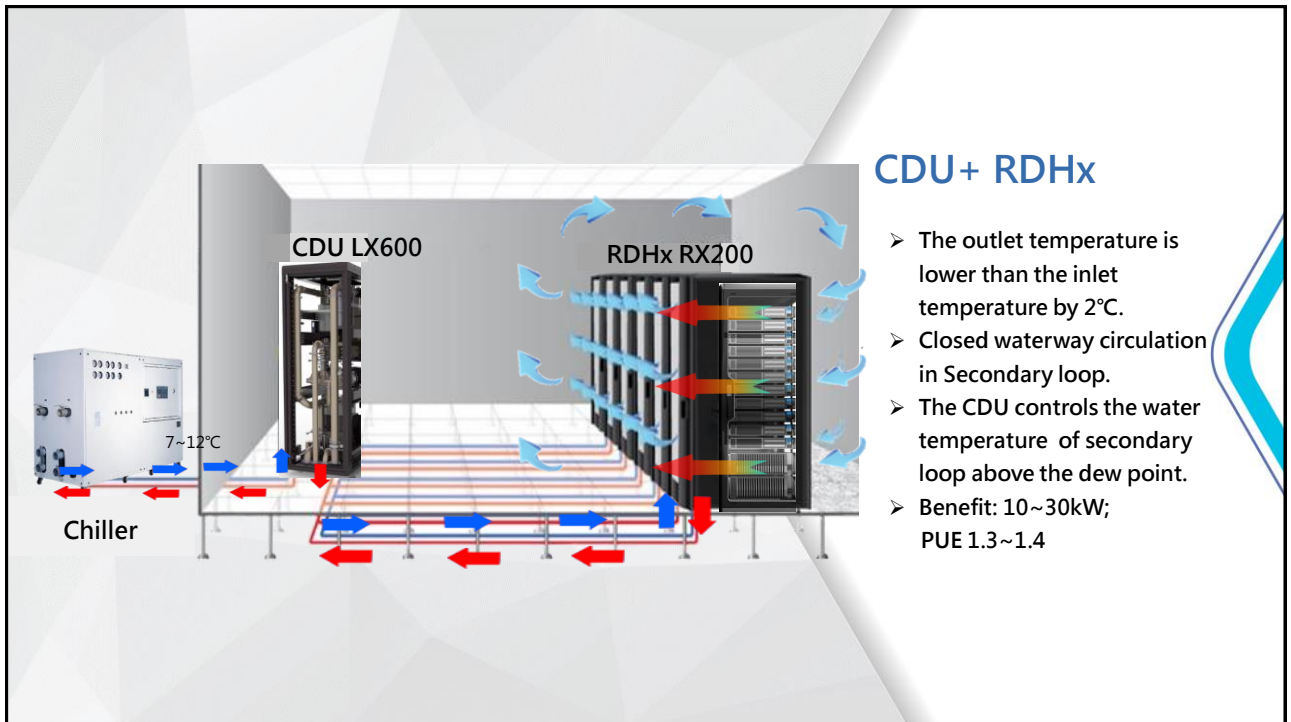 CDU+ RDHx
CDU LX600
RDHx RX200
7~12℃
Chiller
➢ The outlet temperature is
lower than the inlet
temperature by 2℃.
➢ Closed waterway circulation
in Secondary loop.
➢ The CDU controls the water
temperature of secondary
loop above the dew point.
➢ Benefit: 10~30kW;
PUE 1.3~1.4